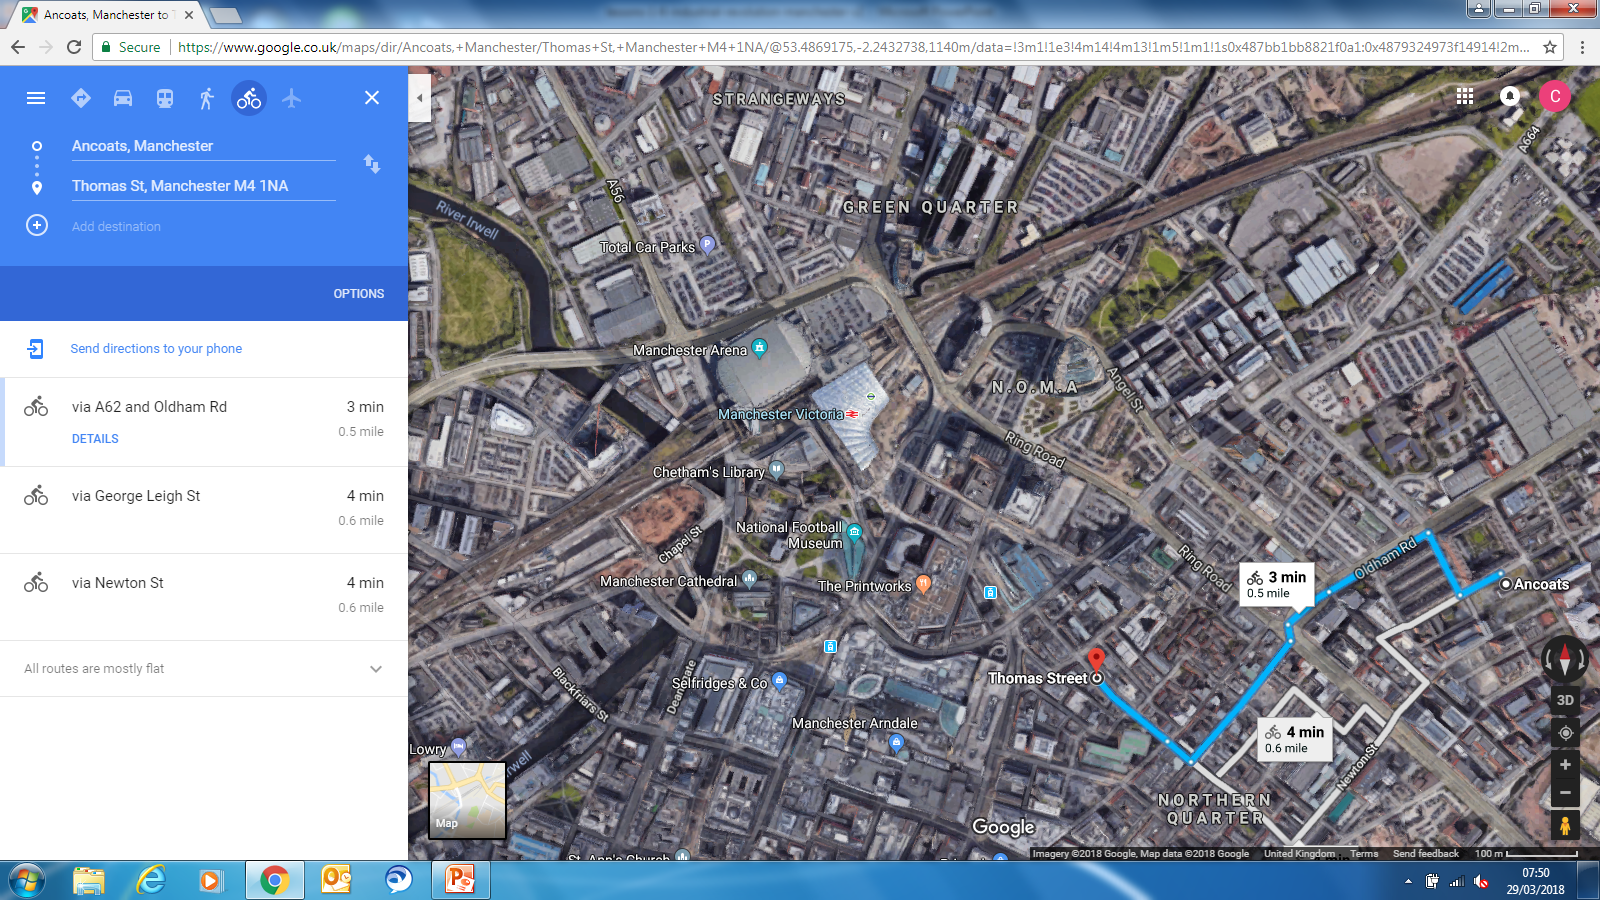 Ancoats, Manchester to T
Secure
https://www.google.co.uk/maps/dir/Ancoats,+Manchester/Thomas+St,+Manchester+M4+1NA/@53.4869175,-2.2432738,1140m/data=!3m1!1e3!4m14!4m13!1m5!1m1!1s0x487bb1bb8821f0a1:0x4879324973f14914!2m...
Ancoats, Manchester
Thomas St, Manchester M4 1NA
Add destination
OPTIONS
Send directions to your phone
via A62 and Oldham Rd
3 min
0.5 mile
DETAILS
via George Leigh St
4 min
0.6 mile
via Newton St
4 min
0.6 mile
All routes are mostly flat
STRANGEWAYS
C
A664
A56
River Irwell
GREEN QUARTER
Total Car Parks
P
Manchester Arena
N.O.M.A
Angel St
Manchester Victoria
Ring Road
Chetham's Library
National Football
Museum
Chapel St
Manchester Cathedral
The Printworks
Ring Road
Oldham Rd
3 min
0.5 mile
Ancoats
Thomas Street
Selfridges & Co
Deansgate
Blackfriars St
Manchester Arndale
4 min
0.6 mile
Newton St
Lowry
Irwell
NORTHERN
QUARTER
3D
Map
Google
St. Ann's Church
Imagery ©2018 Google, Map data ©2018 Google
United Kingdom
Terms
Send feedback
100 m
07:50
29/03/2018